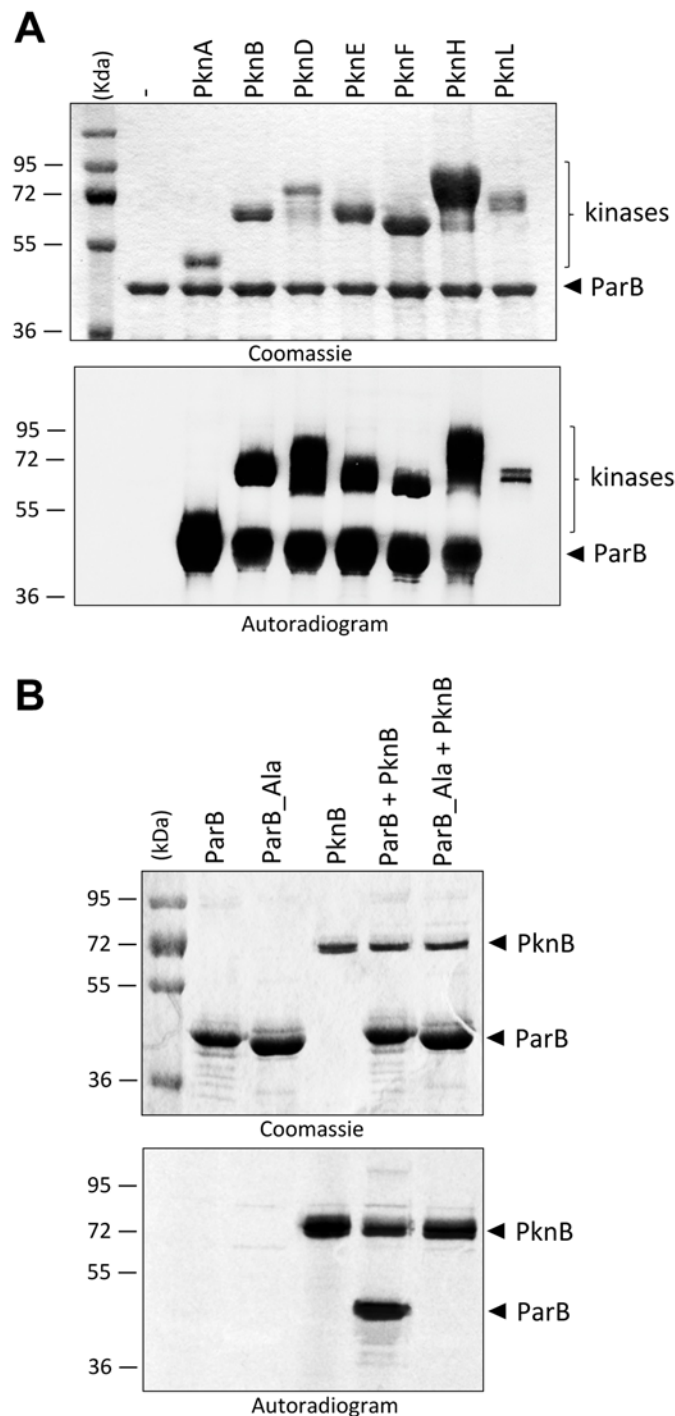 A
(Kda)
-
PknA
PknB
PknD
PknE
PknF
PknH
PknL
95 —
72 —
55 —
36 —
kinases
◄ ParB
Coomassie
95 —
72 —
55 —
36 —
kinases
◄ ParB
Autoradiogram
B
(kDa)
ParB
ParB_Ala
PknB
ParB + PknB
ParB_Ala + PknB
95 —
72 —
55 —
36 —
◄ PknB
◄ ParB
Coomassie
95 —
72 —
55 —
36 —
◄ PknB
◄ ParB
Autoradiogram